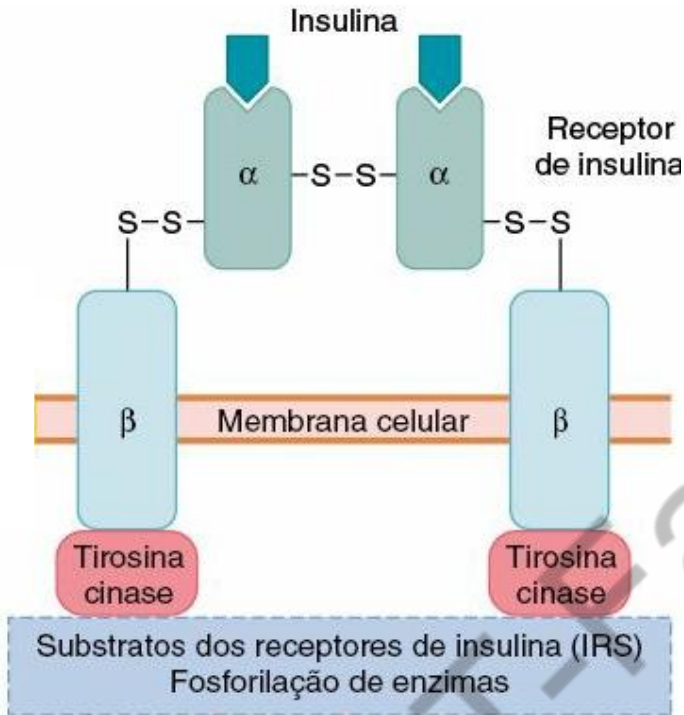 Insulina
Receptor
de insulina
α
α
S–S
S–S
S–S
β
Membrana celular
β
Tirosina
cinase
Tirosina
cinase
Substratos dos receptores de insulina (IRS)
Fosforilação de enzimas